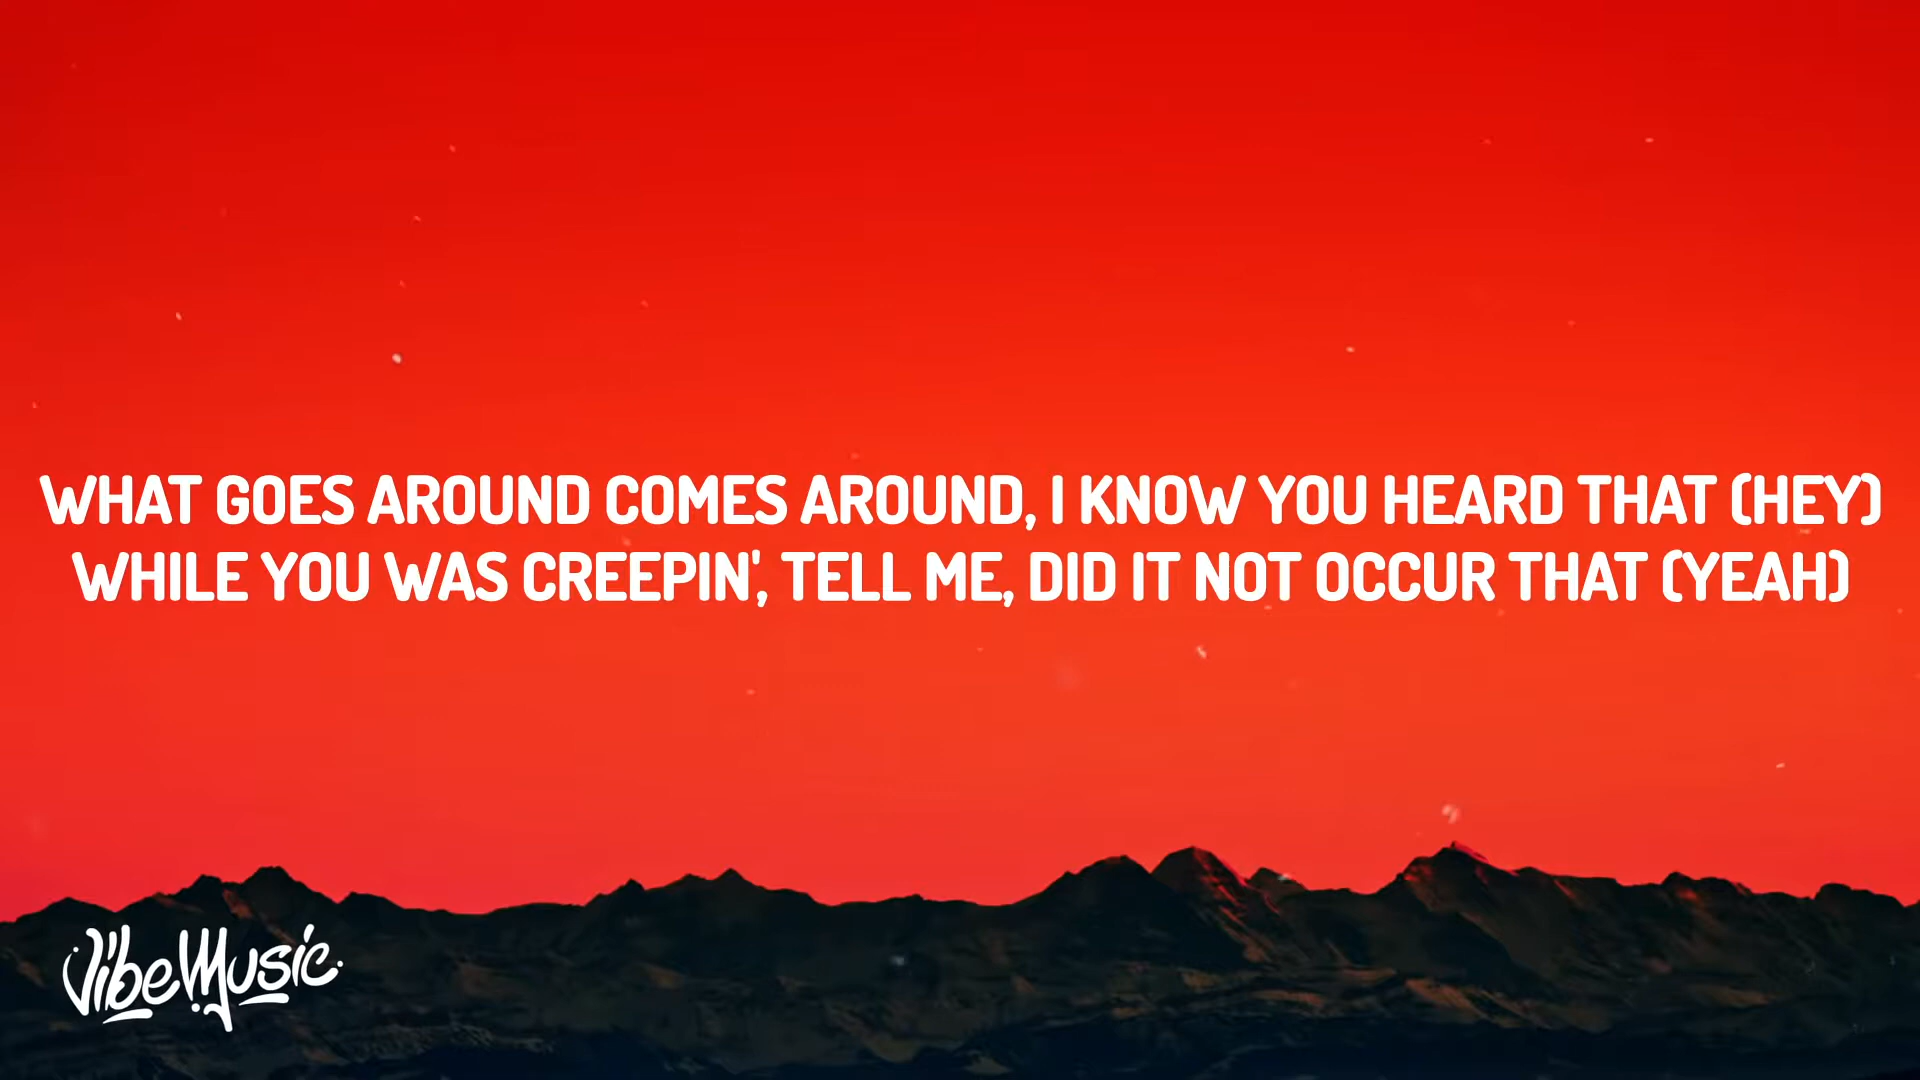 WHAT GOES AROUND COMES AROUND, I KNOW YOU HEARD THAT (HEY)
WHILE YOU WAS CREEPIN', TELL ME, DID IT NOT OCCUR THAT (YEAH)
VibeMusic